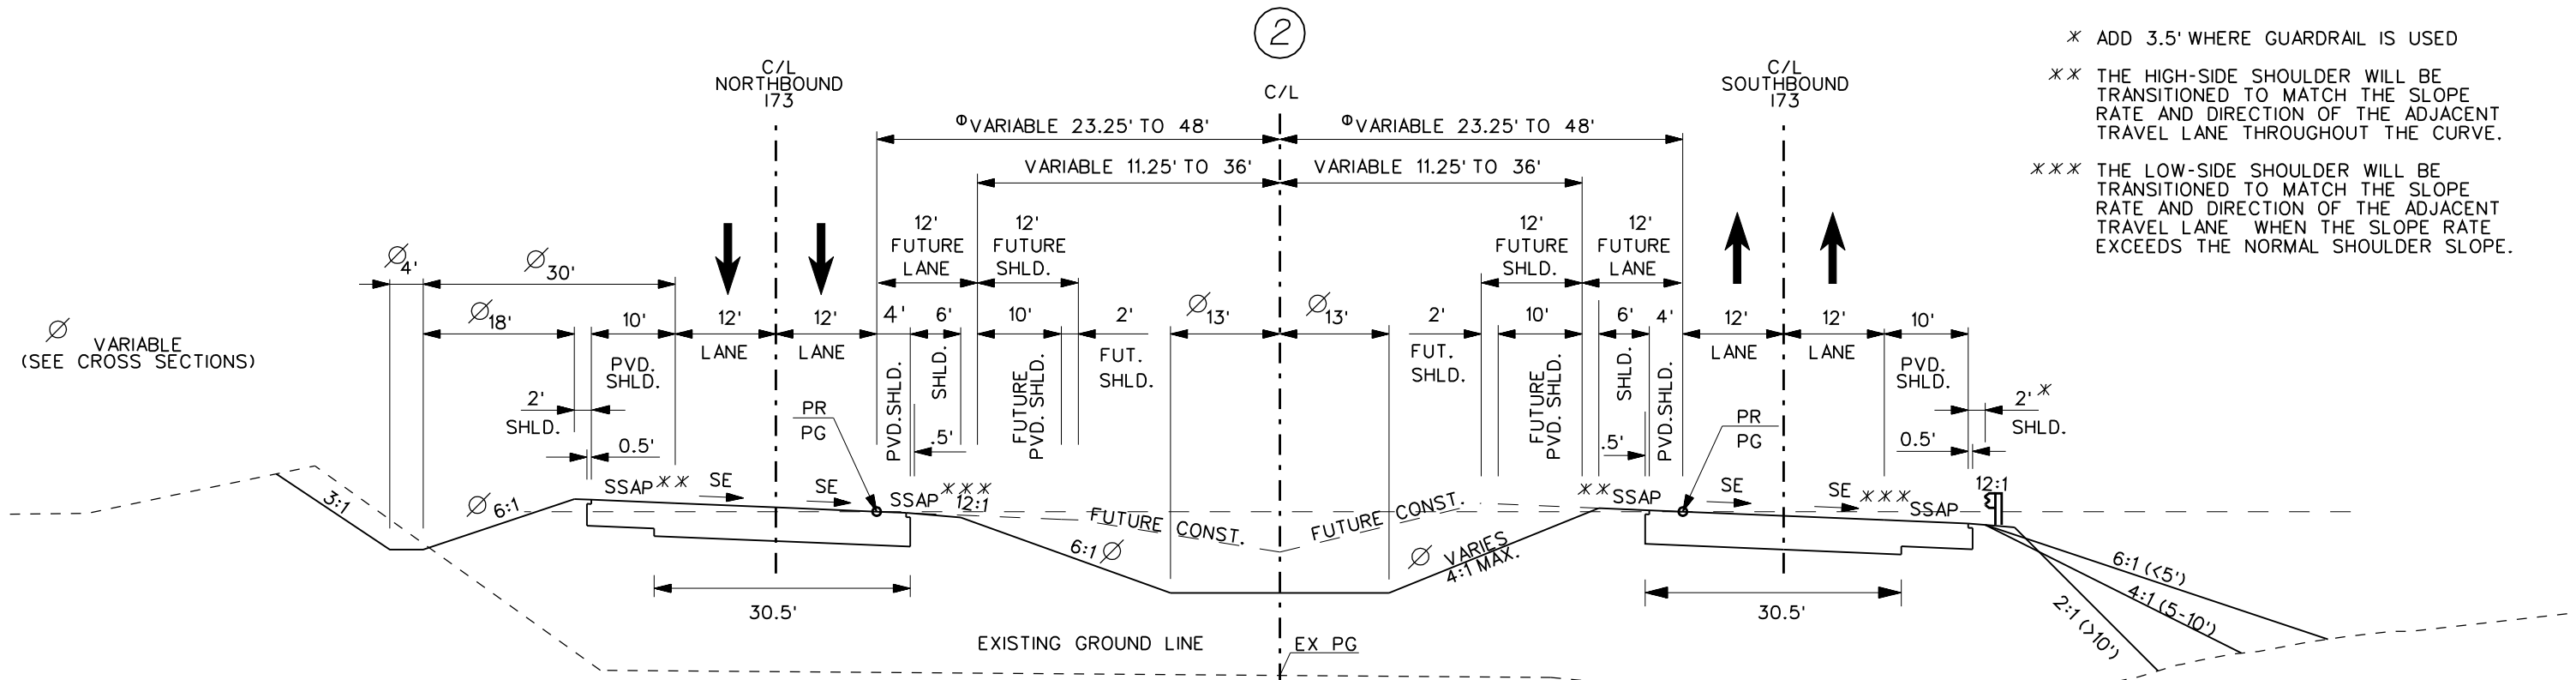 2
C/L
NORTHBOUND
I73
C/L
C/L
SOUTHBOUND
I73
* ADD 3.5' WHERE GUARDRAIL IS USED
** THE HIGH-SIDE SHOULDER WILL BE
TRANSITIONED TO MATCH THE SLOPE
RATE AND DIRECTION OF THE ADJACENT
TRAVEL LANE THROUGHOUT THE CURVE.
*** THE LOW-SIDE SHOULDER WILL BE
TRANSITIONED TO MATCH THE SLOPE
RATE AND DIRECTION OF THE ADJACENT
TRAVEL LANE WHEN THE SLOPE RATE
EXCEEDS THE NORMAL SHOULDER SLOPE.
Φ VARIABLE 23.25' TO 48'
Φ VARIABLE 23.25' TO 48'
VARIABLE 11.25' TO 36'
VARIABLE 11.25' TO 36'
12'
FUTURE
LANE
12'
FUTURE
SHLD.
12'
FUTURE
SHLD.
12'
FUTURE
LANE
Ø 4'
Ø 30'
Ø 18'
10'
12'
12'
4'
6'
10'
2'
Ø 13'
Ø 13'
2'
10'
6'
4'
12'
12'
10'
Ø VARIABLE
(SEE CROSS SECTIONS)
PVD.
SHLD.
LANE
LANE
PVD.SHLD.
SHLD.
FUTURE
PVD. SHLD.
FUT.
SHLD.
FUT.
SHLD.
FUTURE
PVD. SHLD.
SHLD.
PVD.SHLD.
LANE
LANE
PVD.
SHLD.
2'
SHLD.
0.5'
PR
PG
.5'
.5'
PR
PG
2' *
SHLD.
0.5'
3:1
Ø 6:1
SSAP **
SE
SE
SSAP ***
12:1
FUTURE CONST.
FUTURE CONST.
6:1 Ø
Ø VARIES
4:1 MAX.
** SSAP
SE
SE
*** SSAP
12:1
6:1 (<5')
4:1 (5-10')
2:1 (>10')
30.5'
30.5'
EXISTING GROUND LINE
EX PG